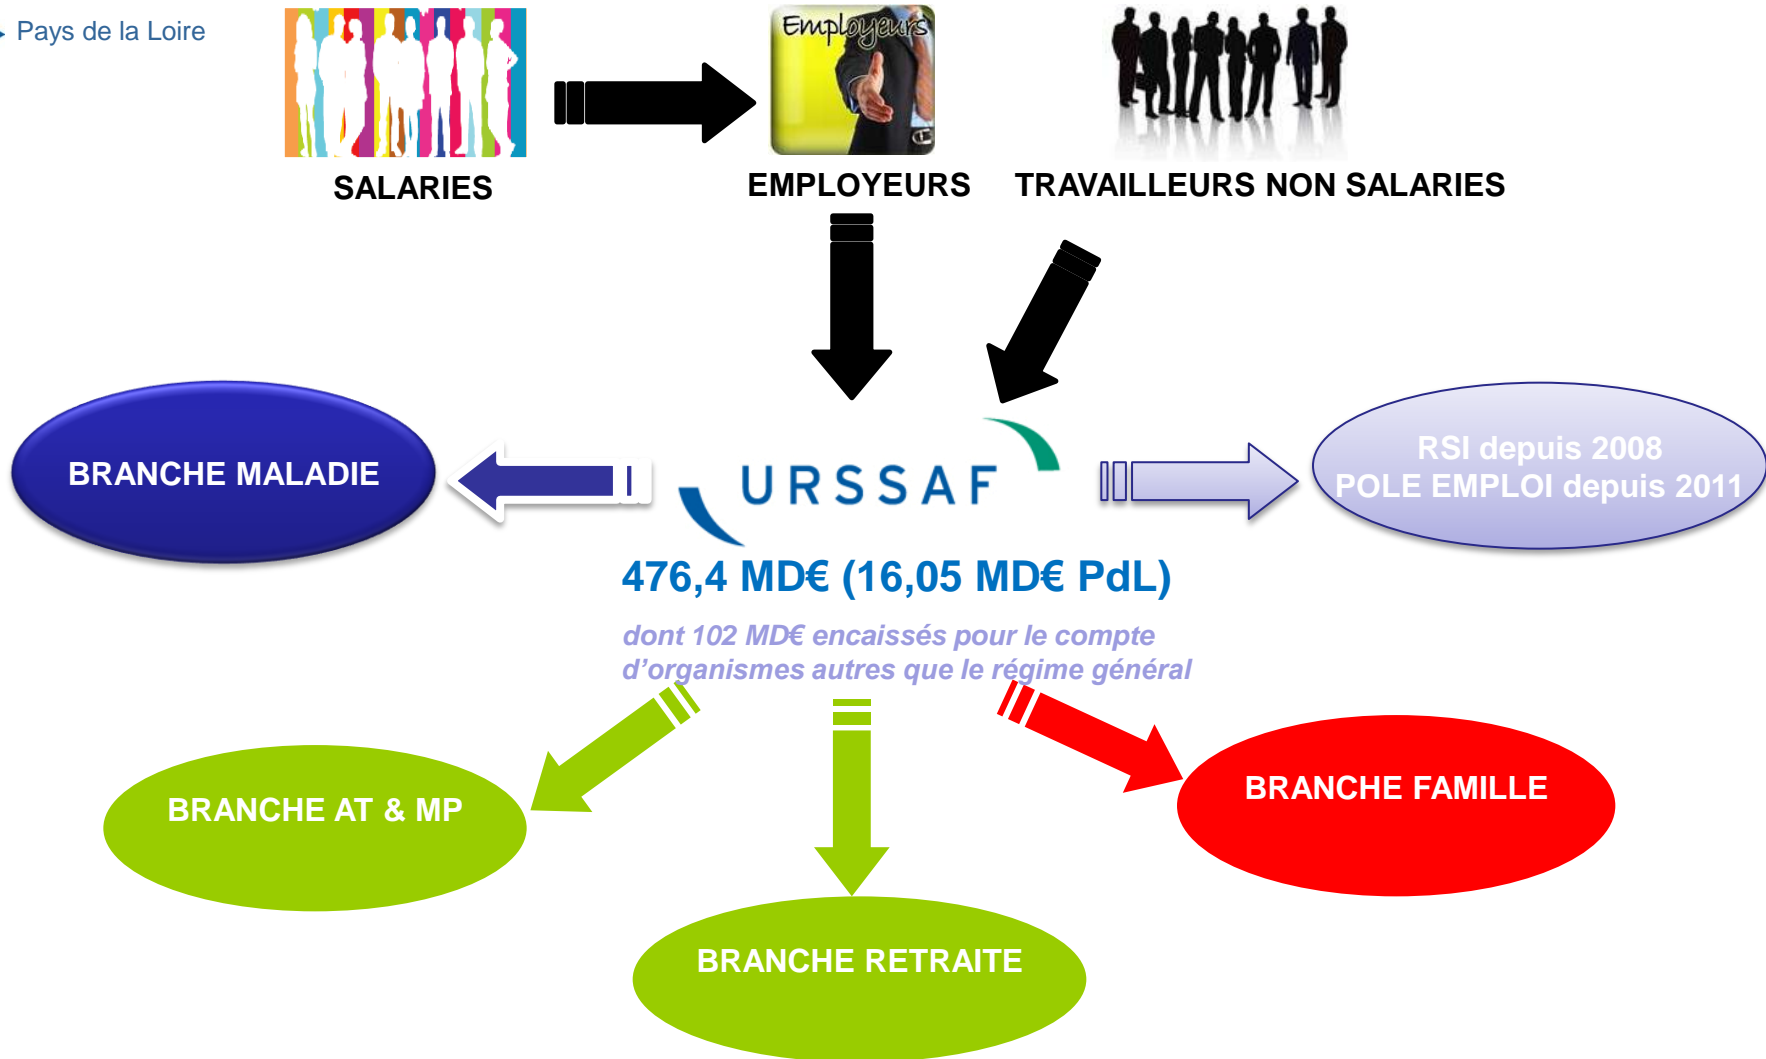 Pays de la Loire
Employeurs
SALARIES
EMPLOYEURS
TRAVAILLEURS NON SALARIES
BRANCHE MALADIE
URSSAF
RSI depuis 2008
POLE EMPLOI depuis 2011
476,4 MD€ (16,05 MD€ PdL)
dont 102 MD€ encaissés pour le compte
d’organismes autres que le régime général
BRANCHE AT & MP
BRANCHE FAMILLE
BRANCHE RETRAITE